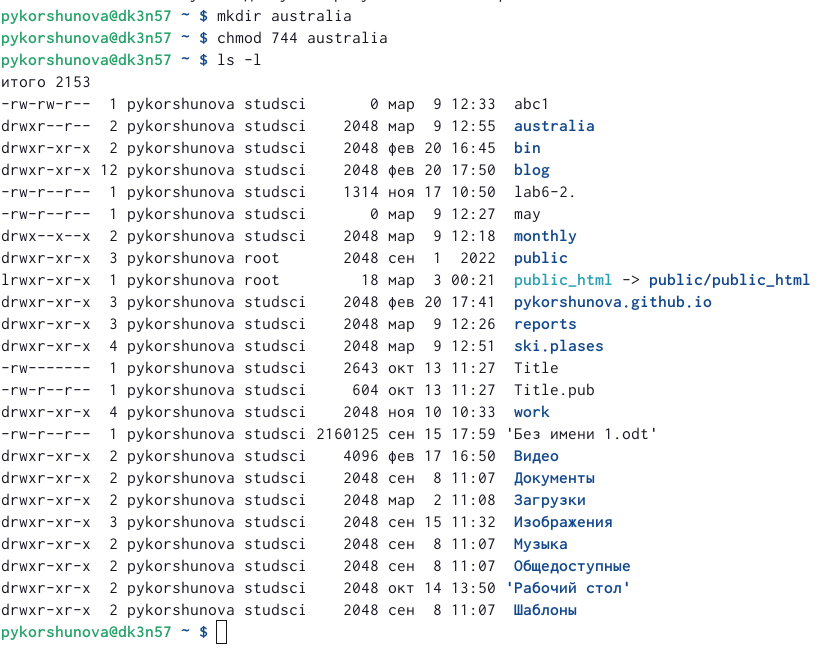 pykorshunova@dk3n57 ~ $ mkdir australia
pykorshunova@dk3n57 ~ $ chmod 744 australia
pykorshunova@dk3n57 ~ $ ls -l
итого 2153
-rw-rw-r--  1 pykorshunova studsci       0 мар  9 12:33  abc1
drwxr--r--  2 pykorshunova studsci    2048 мар  9 12:55  australia
drwxr-xr-x  2 pykorshunova studsci    2048 фев 20 16:45  bin
drwxr-xr-x 12 pykorshunova studsci    2048 фев 20 17:50  blog
-rw-r--r--  1 pykorshunova studsci    1314 ноя 17 10:50  lab6-2.
-rw-r--r--  1 pykorshunova studsci       0 мар  9 12:27  may
drwx--x--x  2 pykorshunova studsci    2048 мар  9 12:18  monthly
drwxr-xr-x  3 pykorshunova root       2048 сен  1  2022  public
lrwxr-xr-x  1 pykorshunova root         18 мар  3 00:21  public_html -> public/public_html
drwxr-xr-x  3 pykorshunova studsci    2048 фев 20 17:41  pykorshunova.github.io
drwxr-xr-x  3 pykorshunova studsci    2048 мар  9 12:26  reports
drwxr-xr-x  4 pykorshunova studsci    2048 мар  9 12:51  ski.plases
-rw-------  1 pykorshunova studsci    2643 окт 13 11:27  Title
-rw-r--r--  1 pykorshunova studsci     604 окт 13 11:27  Title.pub
drwxr-xr-x  4 pykorshunova studsci    2048 ноя 10 10:33  work
-rw-r--r--  1 pykorshunova studsci 2160125 сен 15 17:59 'Без имени 1.odt'
drwxr-xr-x  2 pykorshunova studsci    4096 фев 17 16:50  Видео
drwxr-xr-x  2 pykorshunova studsci    2048 сен  8 11:07  Документы
drwxr-xr-x  2 pykorshunova studsci    2048 мар  2 11:08  Загрузки
drwxr-xr-x  3 pykorshunova studsci    2048 сен 15 11:32  Изображения
drwxr-xr-x  2 pykorshunova studsci    2048 сен  8 11:07  Музыка
drwxr-xr-x  2 pykorshunova studsci    2048 сен  8 11:07  Общедоступные
drwxr-xr-x  2 pykorshunova studsci    2048 окт 14 13:50 'Рабочий стол'
drwxr-xr-x  2 pykorshunova studsci    2048 сен  8 11:07  Шаблоны
pykorshunova@dk3n57 ~ $